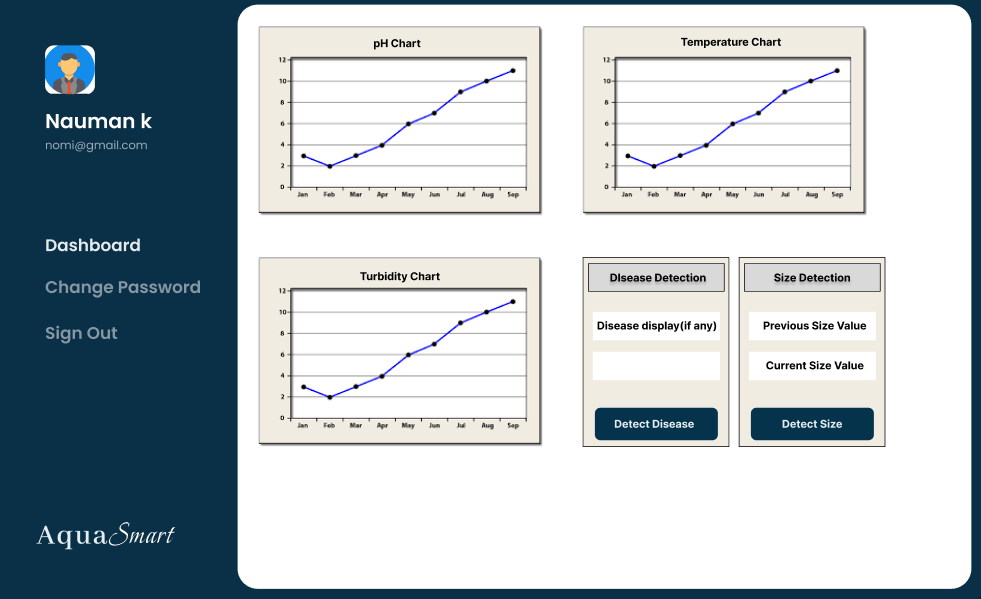 Nauman k
nomi@gmail.com
Dashboard
Change Password
Sign Out
AquaSmart
pH Chart
12
10
8
6
4
2
0
Jan Feb Mar Apr May Jun Jul Aug Sep
Temperature Chart
12
10
8
6
4
2
0
Jan Feb Mar Apr May Jun Jul Aug Sep
Turbidity Chart
12
10
8
6
4
2
0
Jan Feb Mar Apr May Jun Jul Aug Sep
DIsease Detection
Disease display(if any)
Detect Disease
Size Detection
Previous Size Value
Current Size Value
Detect Size